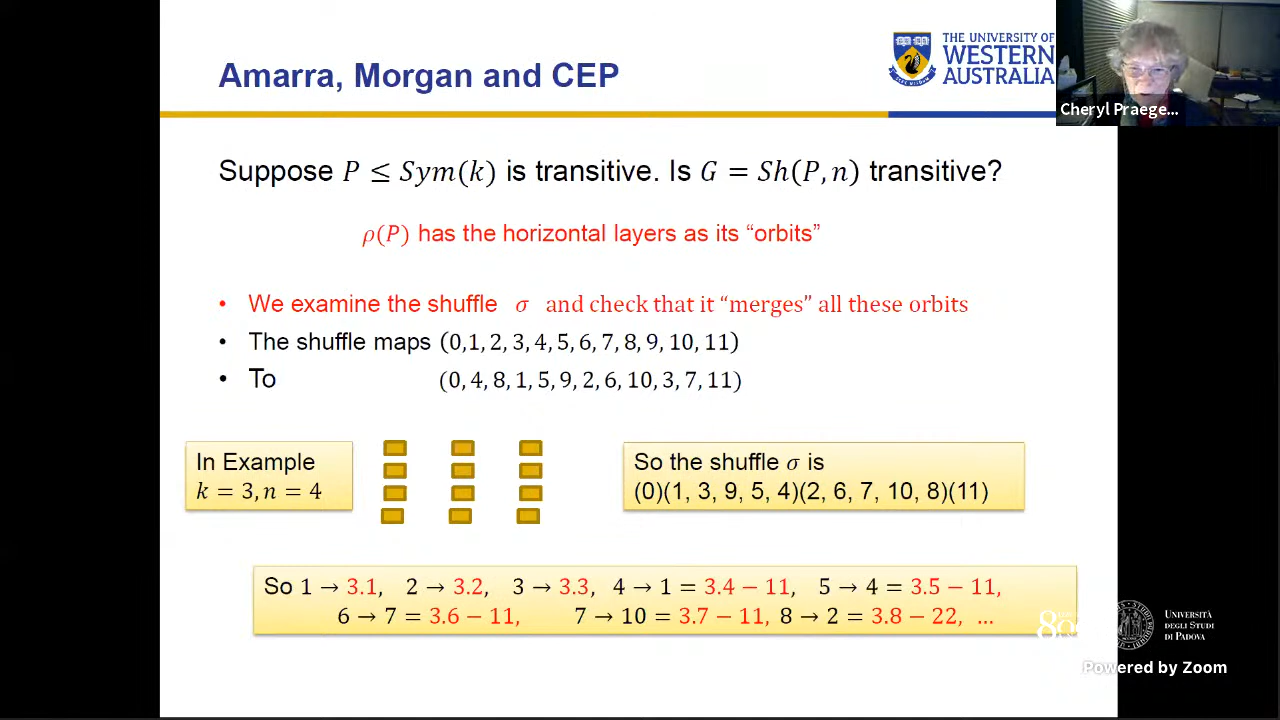 Amarra, Morgan and CEP
THE UNIVERSITY OF
WESTERN
AUSTRALIA
Cheryl Praege...
Suppose P ≤ Sym(k) is transitive. Is G = Sh(P, n) transitive?
ρ(P) has the horizontal layers as its “orbits”
• We examine the shuffle σ and check that it “merges” all these orbits
• The shuffle maps (0,1, 2, 3, 4, 5, 6, 7, 8, 9, 10, 11)
• To (0, 4, 8, 1, 5, 9, 2, 6, 10, 3, 7, 11)
In Example
k = 3, n = 4
So the shuffle σ is
(0)(1, 3, 9, 5, 4)(2, 6, 7, 10, 8)(11)
So 1 → 3.1, 2 → 3.2, 3 → 3.3, 4 → 1 = 3.4 − 11, 5 → 4 = 3.5 − 11,
6 → 7 = 3.6 − 11, 7 → 10 = 3.7 − 11, 8 → 2 = 3.8 − 22, ...
UNIVERSITÀ
DEGLI STUDI
DI PADOVA
Powered by Zoom